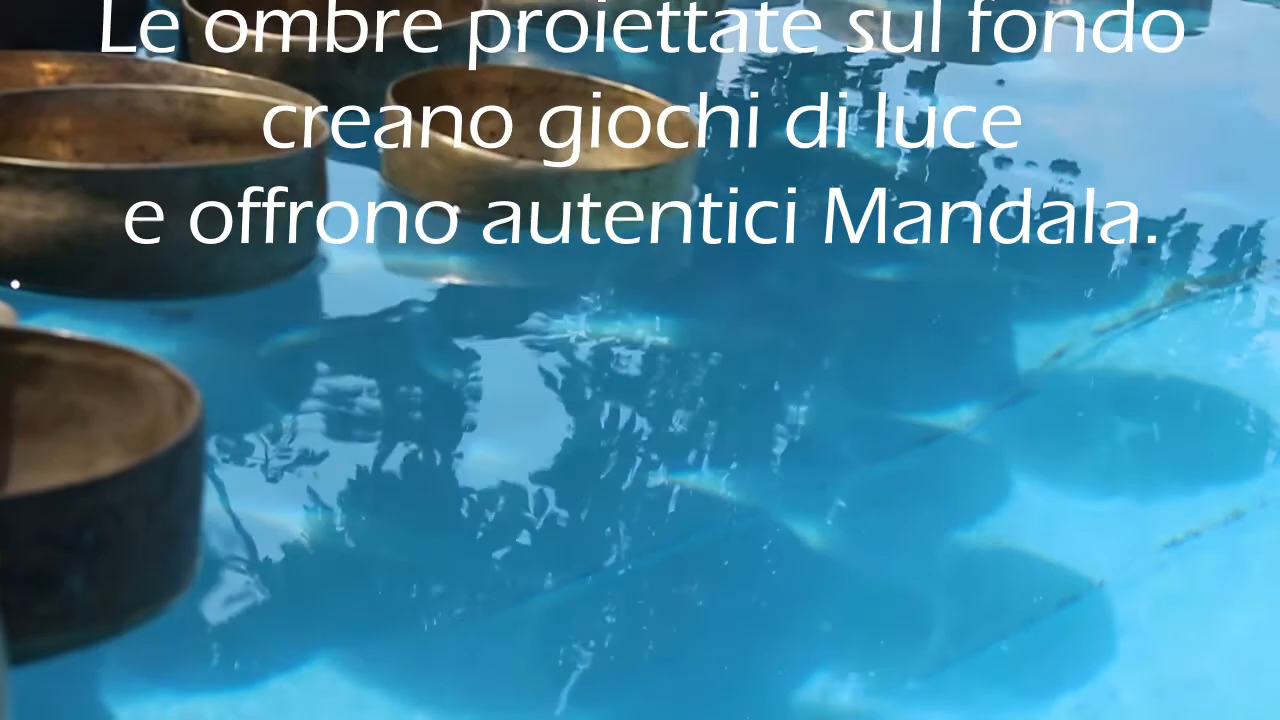 Le ombre proiettate sul fondo
creano giochi di luce
e offrono autentici Mandala.